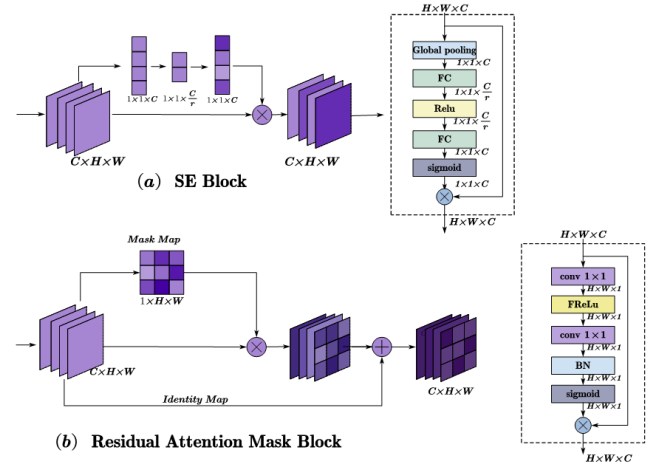 H×W×C
Global pooling
1×1×C
FC
1×1×C/r
Relu
1×1×C/r
FC
1×1×C
sigmoid
1×1×C
H×W×C
1×1×C
1×1×C/r
1×1×C
C×H×W
C×H×W
(a) SE Block
Mask Map
1×H×W
C×H×W
Identity Map
C×H×W
(b) Residual Attention Mask Block
H×W×C
conv 1×1
H×W×1
FReLu
H×W×1
conv 1×1
H×W×1
BN
H×W×1
sigmoid
H×W×1
H×W×C